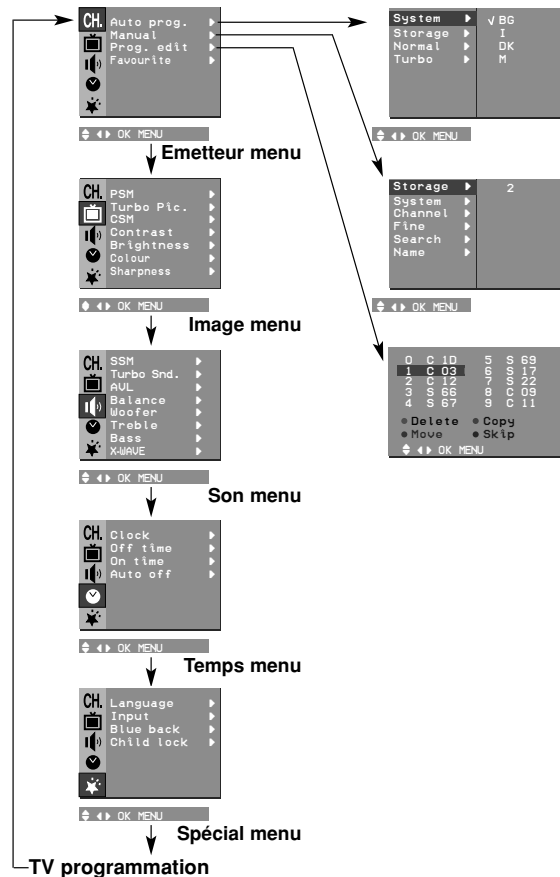 CH.
Auto prog.
Manual
Prog. edit
Favourite
OK MENU
Emetteur menu
CH.
PSM
Turbo Pic.
CSM
Contrast
Brightness
Colour
Sharpness
OK MENU
Image menu
CH.
SSM
Turbo Snd.
AVL
Balance
Woofer
Treble
Bass
X-WAVE
OK MENU
Son menu
CH.
Clock
Off time
On time
Auto off
OK MENU
Temps menu
CH.
Language
Input
Blue back
Child lock
OK MENU
Spécial menu
TV programmation
System √ BG
Storage I
Normal DK
Turbo M
OK MENU
Storage 2
System
Channel
Fine
Search
Name
OK MENU
0 C 1D 5 S 69
1 C 03 6 S 17
2 C 12 7 S 22
3 S 66 8 C 09
4 S 67 9 C 11
Delete Copy
Move Skip
OK MENU